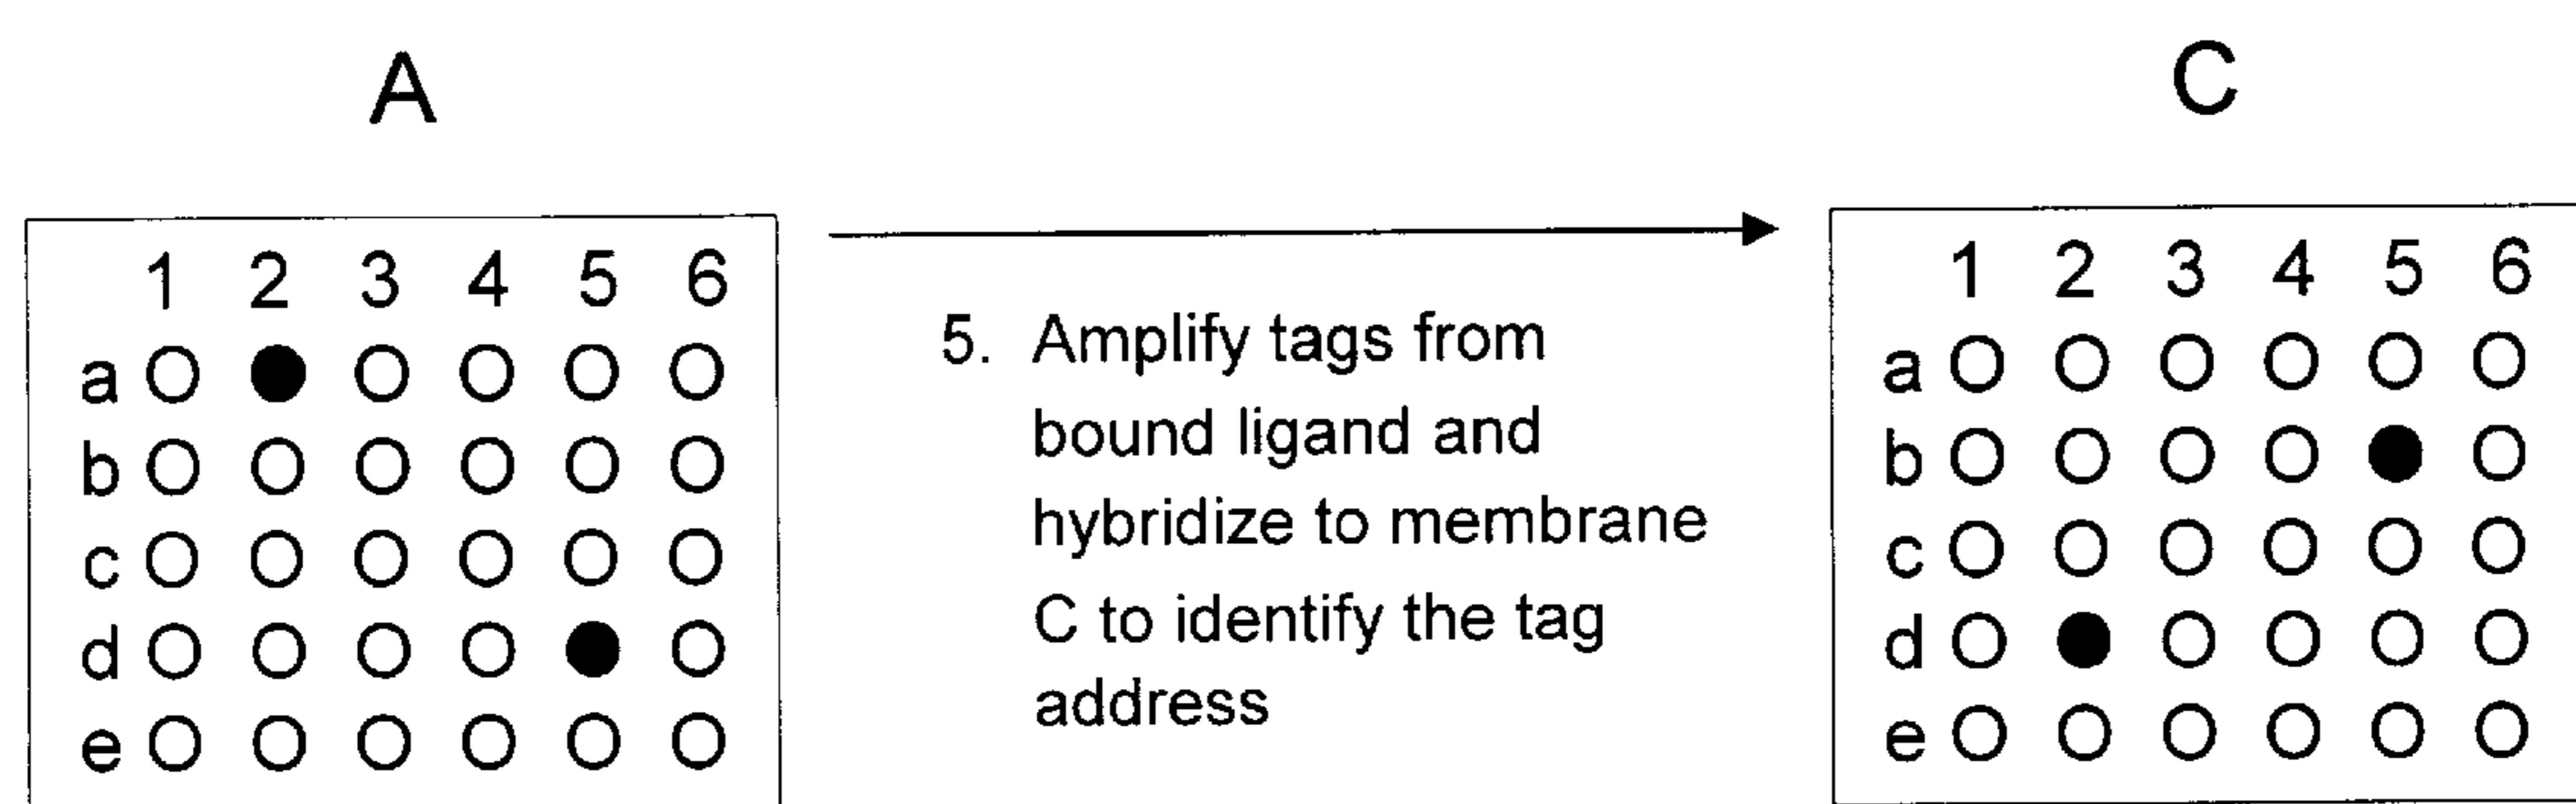 A
C
1 2 3 4 5 6
a
b
c
d
e
5. Amplify tags from
bound ligand and
hybridize to membrane
C to identify the tag
address
1 2 3 4 5 6
a
b
c
d
e